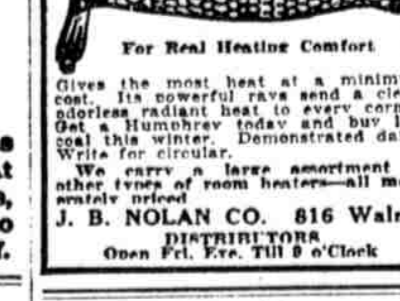 For Real Heating Comfort
Gives the most heat at a minim
cost. Its powerful rays send a cle
odorless radiant heat to every corn
Get a Humphrey today and buy l
coal this winter. Demonstrated da
Write for circular.
We carry a large assortment
other types of room heaters—all m
erately priced
J. B. NOLAN CO. 816 Waln
DISTRIBUTORS
Open Fri. Eve. Till 9 o'Clock